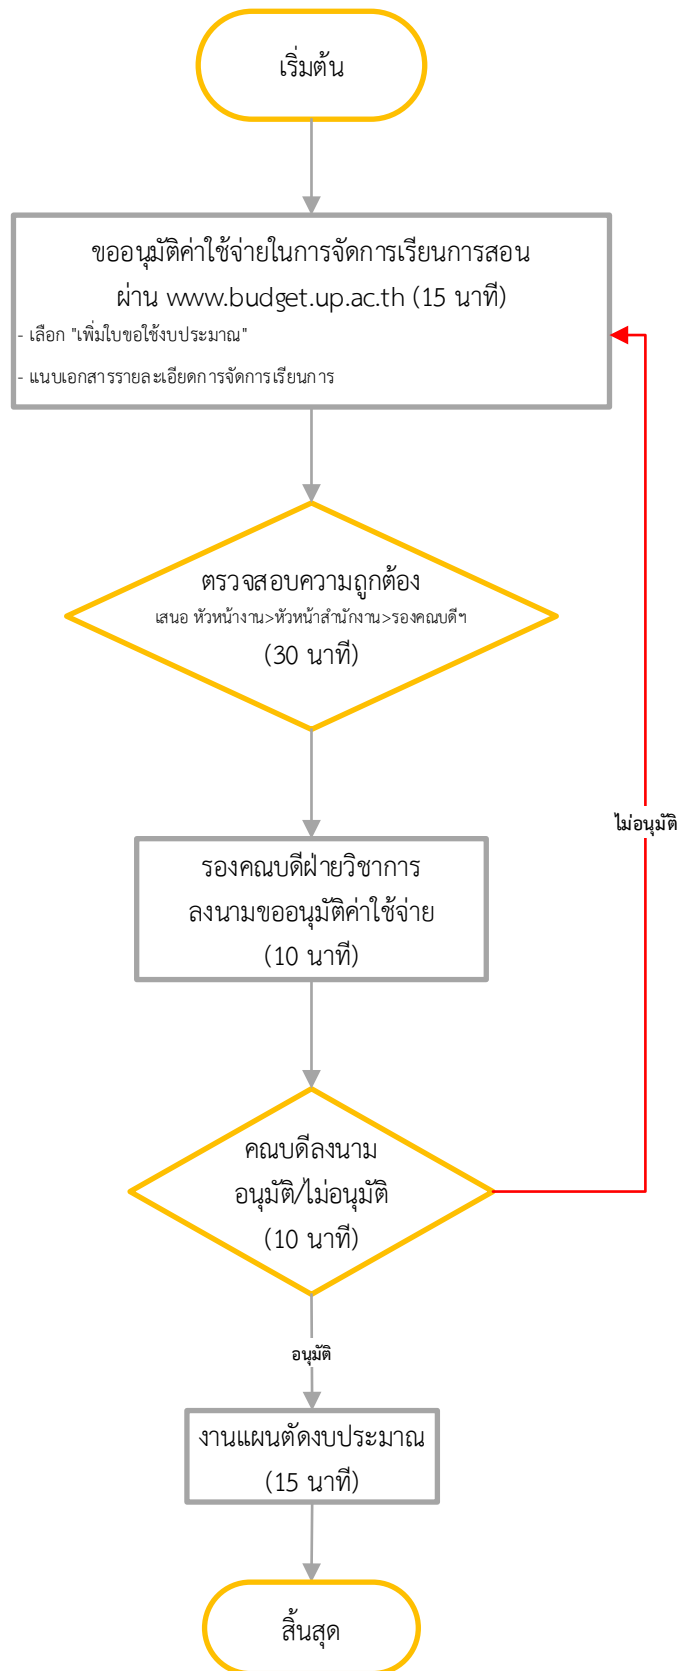 เริ่มต้น
ขออนุมัติค่าใช้จ่ายในการจัดการเรียนการสอน
ผ่าน www.budget.up.ac.th (15 นาที)
- เลือก "เพิ่มใบขอใช้งบประมาณ"
- แนบเอกสารรายละเอียดการจัดการเรียนการ
ตรวจสอบความถูกต้อง
เสนอ หัวหน้างาน>หัวหน้าสำนักงาน>รองคณบดีฯ
(30 นาที)
ไม่อนุมัติ
รองคณบดีฝ่ายวิชาการ
ลงนามขออนุมัติค่าใช้จ่าย
(10 นาที)
คณบดีลงนาม
อนุมัติ/ไม่อนุมัติ
(10 นาที)
อนุมัติ
งานแผนตัดงบประมาณ
(15 นาที)
สิ้นสุด